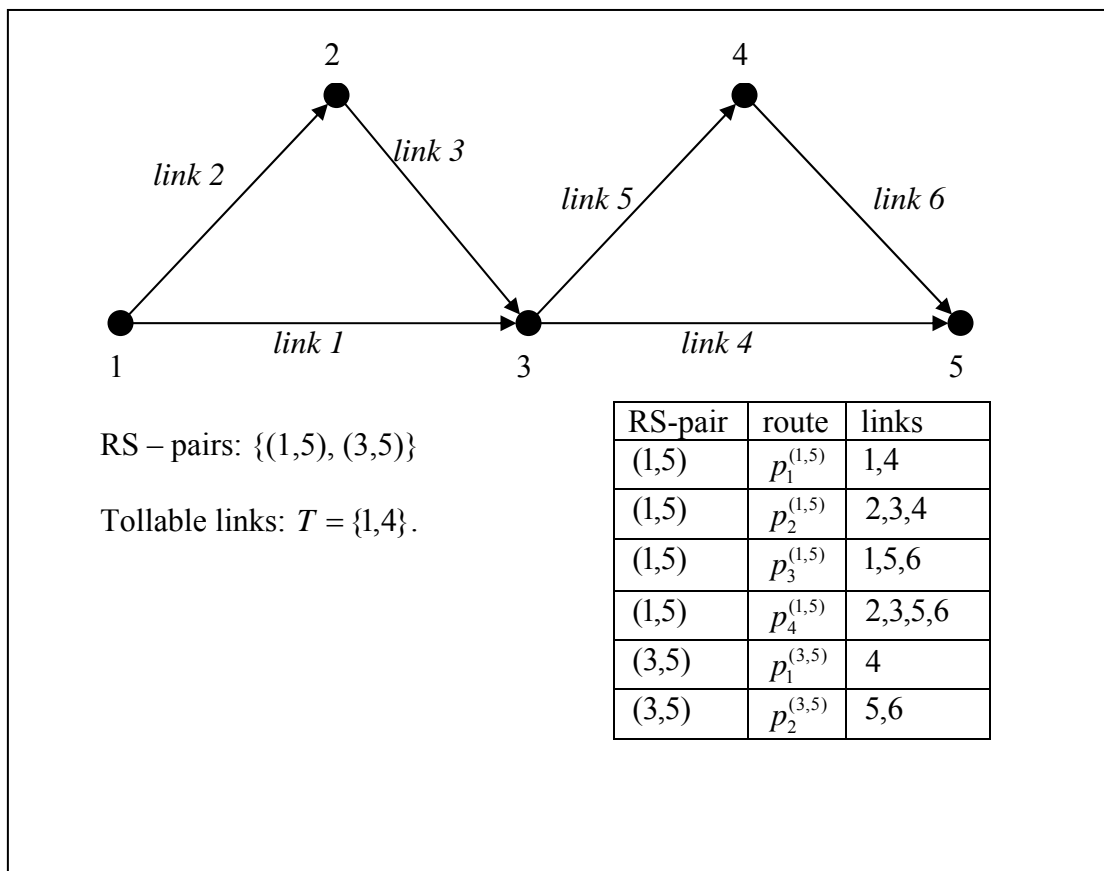 2 4
link 2 link 3 link 5 link 6
link 1 link 4
1 3 5
RS – pairs: {(1,5), (3,5)}
Tollable links: T = {1,4}.
RS-pair route links
(1,5) p₁^(1,5) 1,4
(1,5) p₂^(1,5) 2,3,4
(1,5) p₃^(1,5) 1,5,6
(1,5) p₄^(1,5) 2,3,5,6
(3,5) p₁^(3,5) 4
(3,5) p₂^(3,5) 5,6